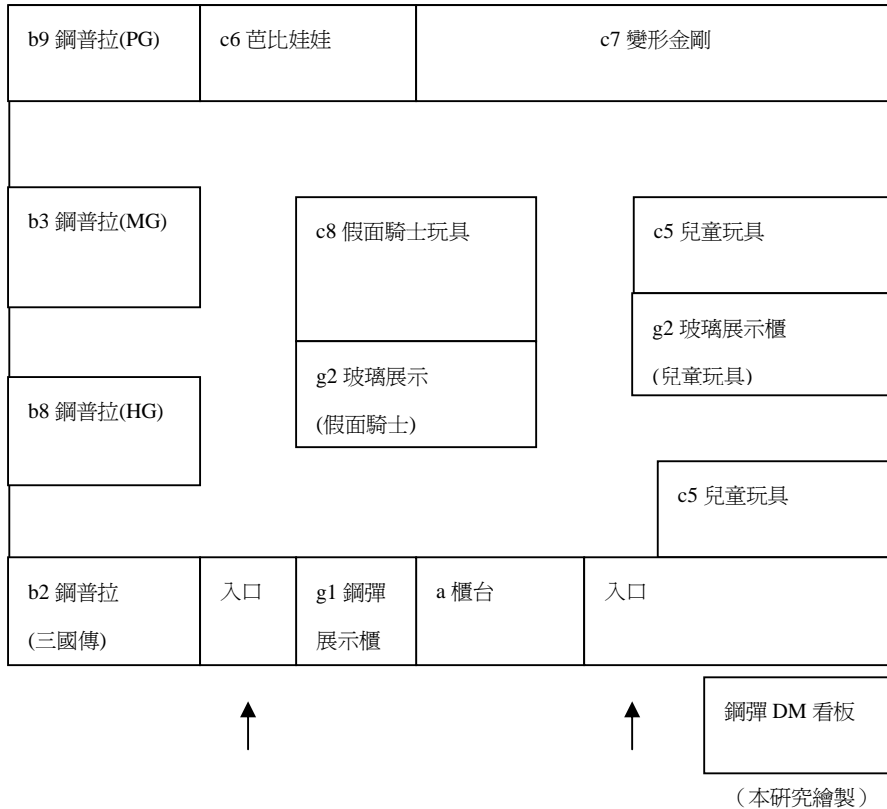 b9 鋼普拉(PG)
c6 芭比娃娃
c7 變形金剛
b3 鋼普拉(MG)
c8 假面騎士玩具
c5 兒童玩具
g2 玻璃展示櫃
(兒童玩具)
g2 玻璃展示
(假面騎士)
b8 鋼普拉(HG)
c5 兒童玩具
b2 鋼普拉
(三國傳)
入口
g1 鋼彈
展示櫃
a 櫃台
入口
鋼彈 DM 看板
（本研究繪製）